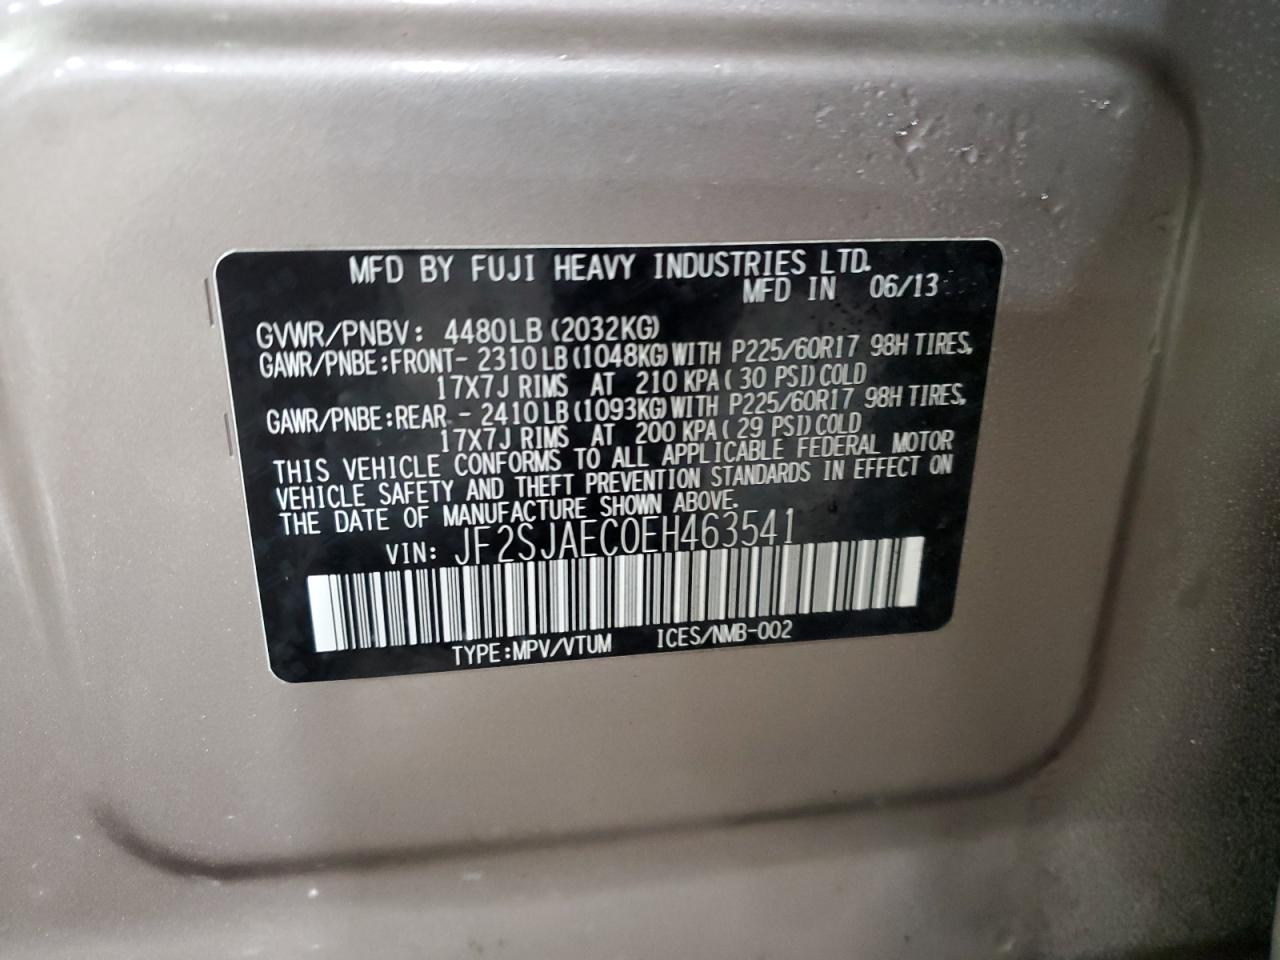 MFD BY FUJI HEAVY INDUSTRIES LTD.
MFD IN 06/13
GVWR/PNBV: 4480LB (2032KG)
GAWR/PNBE:FRONT- 2310LB (1048KG) WITH P225/60R17 98H TIRES,
17X7J RIMS AT 210 KPA ( 30 PSI) COLD
GAWR/PNBE:REAR - 2410LB (1093KG) WITH P225/60R17 98H TIRES,
17X7J RIMS AT 200 KPA ( 29 PSI) COLD
THIS VEHICLE CONFORMS TO ALL APPLICABLE FEDERAL MOTOR
VEHICLE SAFETY AND THEFT PREVENTION STANDARDS IN EFFECT ON
THE DATE OF MANUFACTURE SHOWN ABOVE.
VIN: JF2SJAEC0EH463541
TYPE:MPV/VTUM ICES/NMB-002